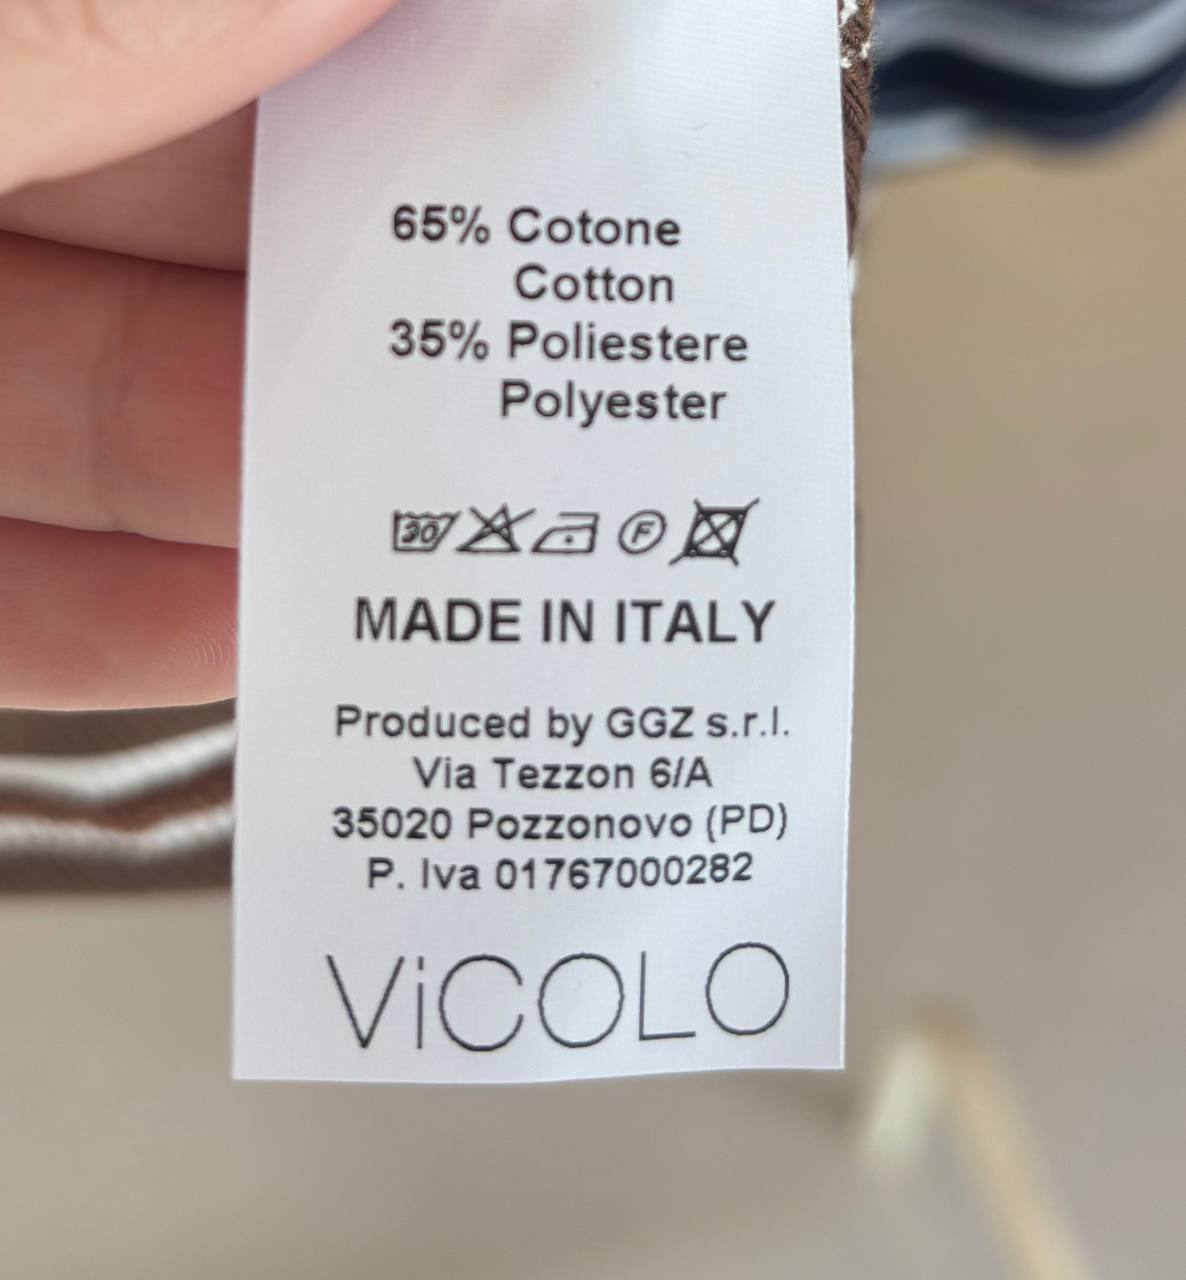 65% Cotone
Cotton
35% Poliestere
Polyester
30 F
MADE IN ITALY
Produced by GGZ s.r.l.
Via Tezzon 6/A
35020 Pozzonovo (PD)
P. Iva 01767000282
ViCOLO